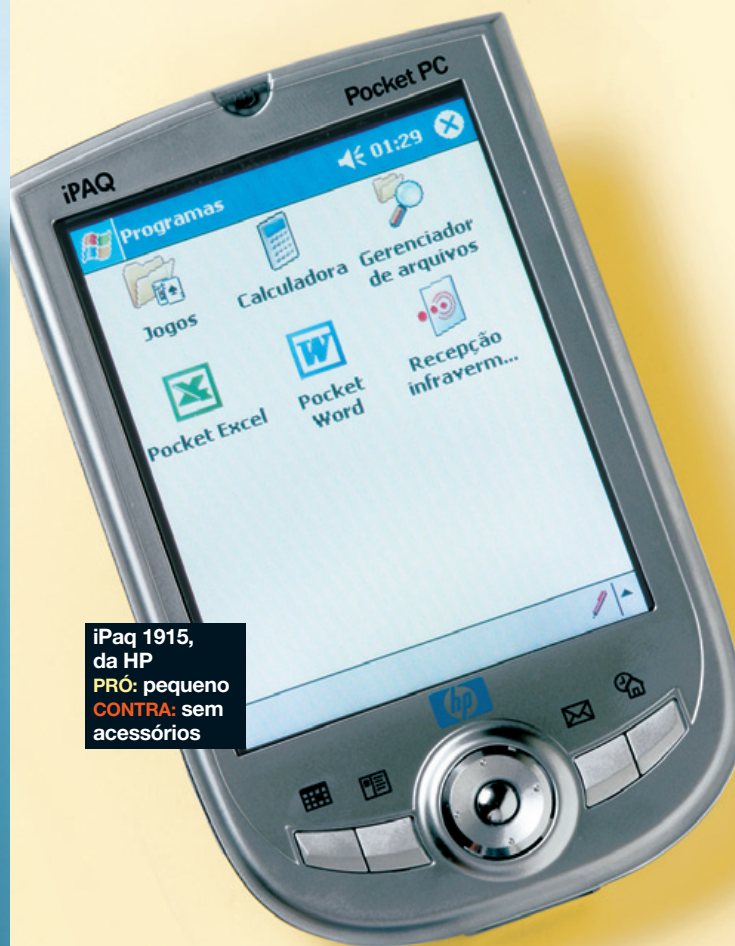 Pocket PC
iPAQ
Programas
01:29
Jogos
Calculadora
Gerenciador
de arquivos
Pocket Excel
Pocket
Word
Recepção
infraverm...
iPaq 1915,
da HP
PRÓ: pequeno
CONTRA: sem
acessórios
hp